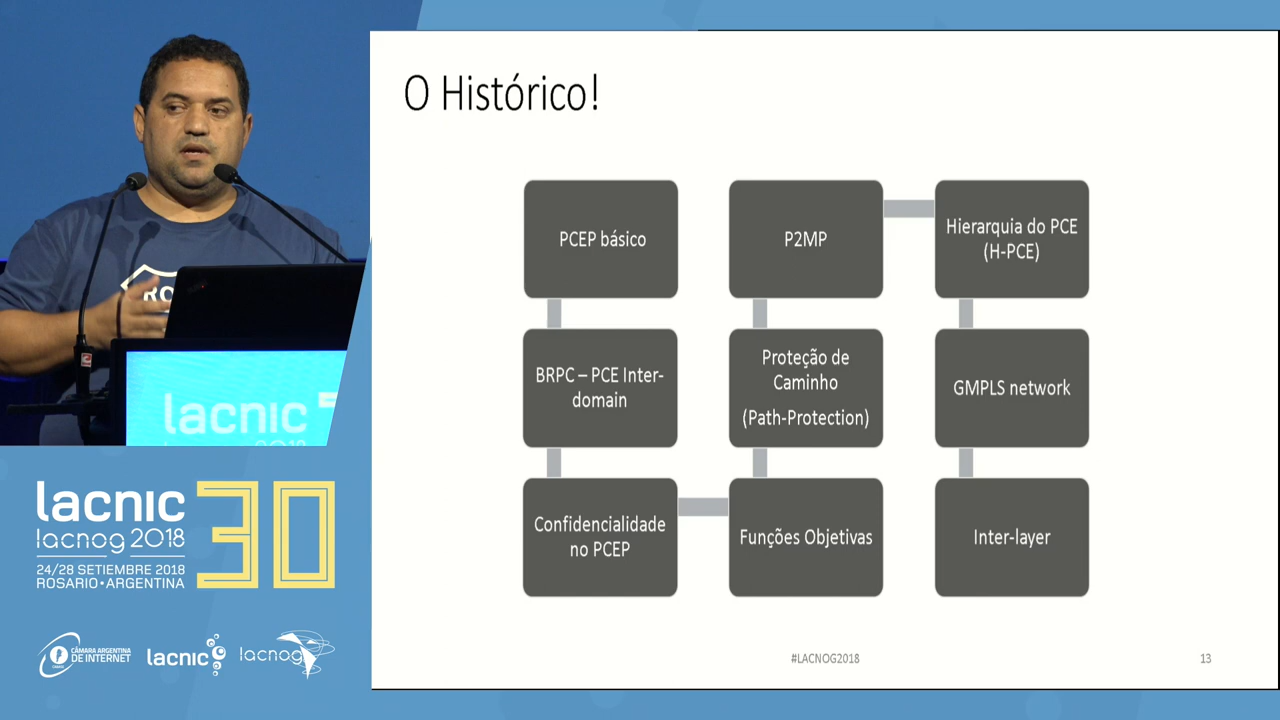 O Histórico!
PCEP básico
BRPC – PCE Inter-
domain
Confidencialidade
no PCEP
Funções Objetivas
Proteção de
Caminho
(Path-Protection)
P2MP
Hierarquia do PCE
(H-PCE)
GMPLS network
Inter-layer
#LACNOG2018
13
lacnic
2018
lacnic 30
lacnog 2018
24/28 SETIEMBRE 2018
ROSARIO•ARGENTINA
CÁMARA ARGENTINA
DE INTERNET
lacnic
lacnog